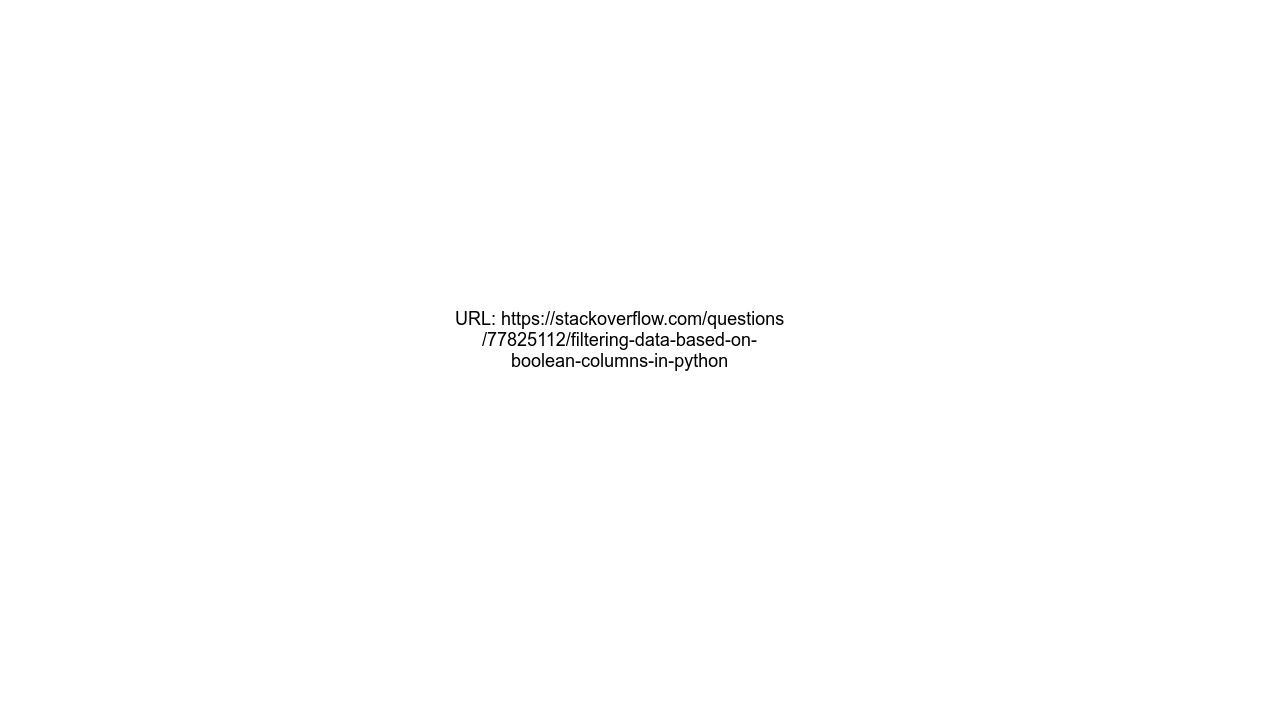 URL: https://stackoverflow.com/questions
/77825112/filtering-data-based-on-
boolean-columns-in-python